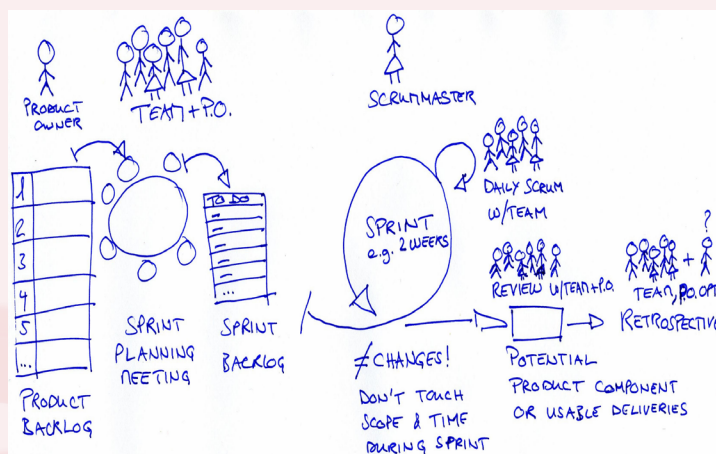 PRODUCT
OWNER
TEAM + P.O.
SCRUMMASTER
1
2
3
4
5
...
PRODUCT
BACKLOG
SPRINT
PLANNING
MEETING
TO DO
...
SPRINT
BACKLOG
SPRINT
e.g. 2 WEEKS
DAILY SCRUM
W/TEAM
REVIEW W/TEAM + P.O.
+
?
TEAM, P.O. OPT
RETROSPECTIVE
≠ CHANGES!
DON'T TOUCH
SCOPE & TIME
DURING SPRINT
POTENTIAL
PRODUCT COMPONENT
OR USABLE DELIVERIES